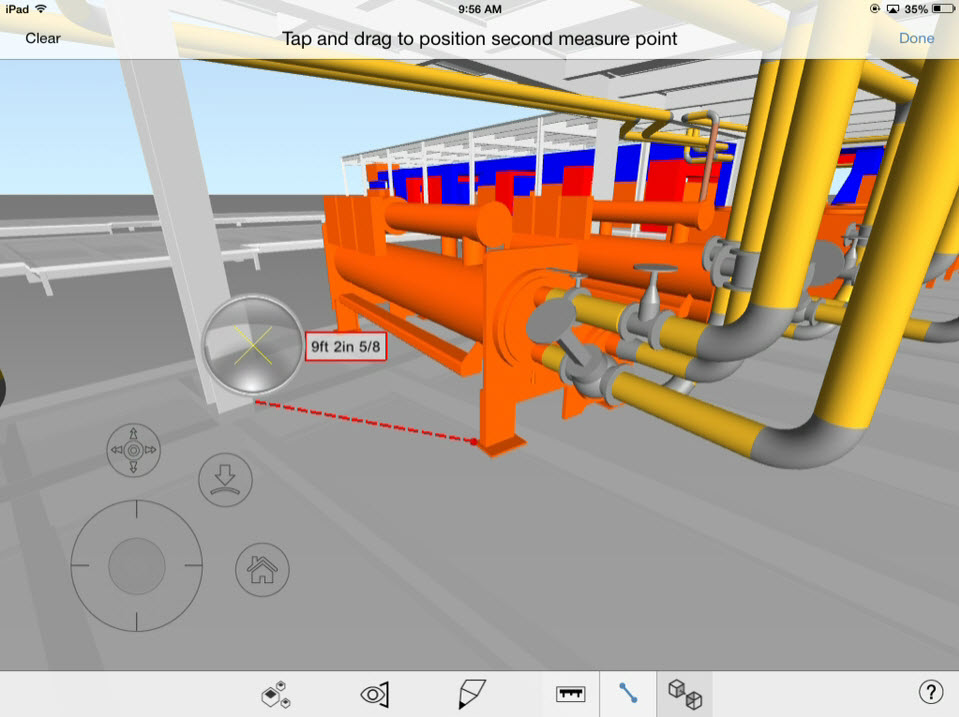 iPad
9:56 AM
35%
Clear
Tap and drag to position second measure point
Done
9ft 2in 5/8
?